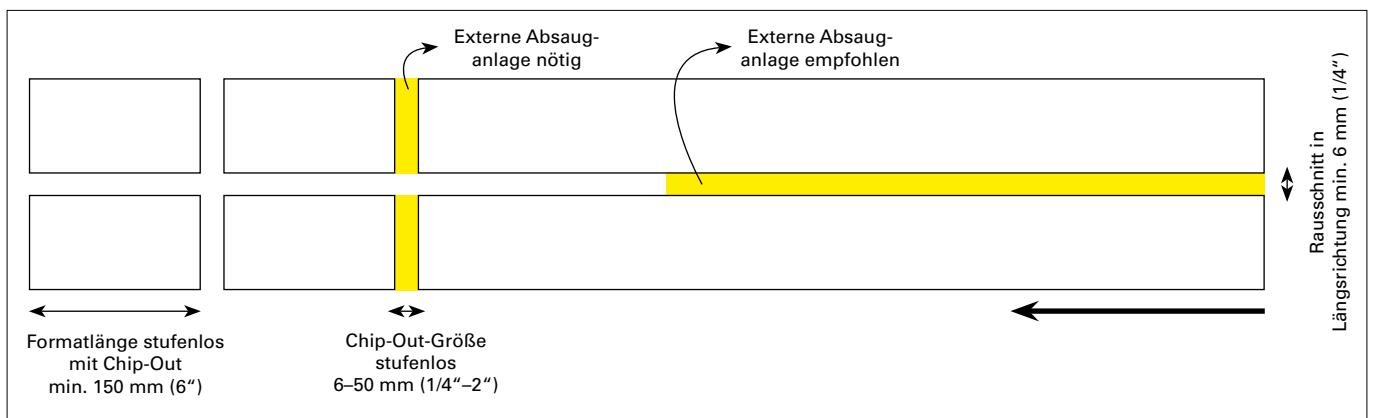 Externe Absaug-
anlage nötig
Externe Absaug-
anlage empfohlen
Rausschnitt in
Längsrichtung min. 6 mm (1/4“)
Formatlänge stufenlos
mit Chip-Out
min. 150 mm (6“)
Chip-Out-Größe
stufenlos
6–50 mm (1/4“–2“)